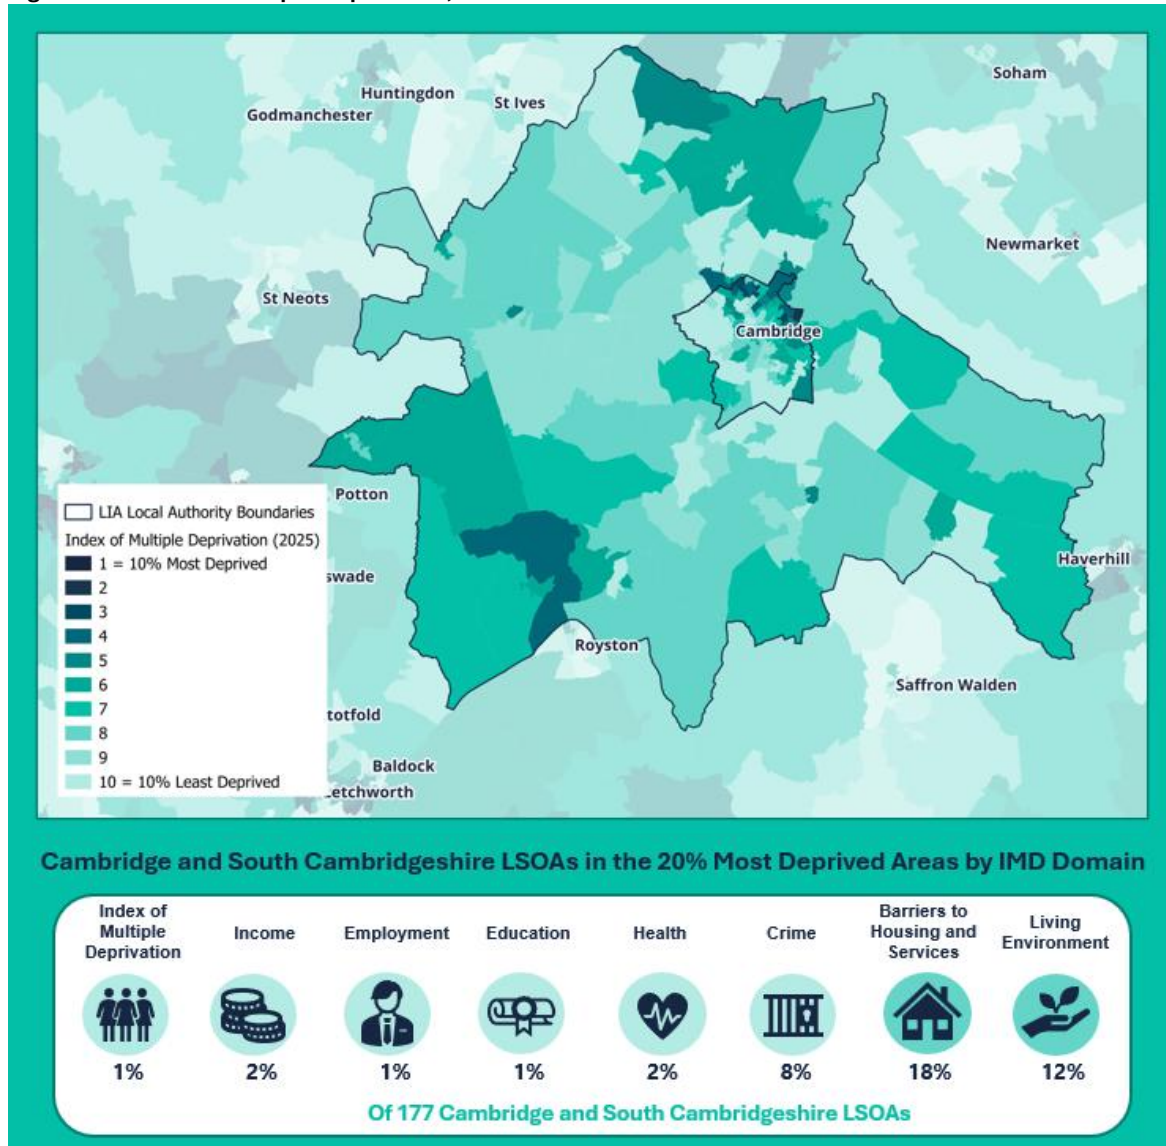 Huntingdon
Godmanchester
St Ives
Soham
Newmarket
St Neots
Cambridge
Potton
LIA Local Authority Boundaries
Index of Multiple Deprivation (2025)
1 = 10% Most Deprived
2
3
4
5
6
7
8
9
10 = 10% Least Deprived
swade
Haverhill
Royston
Saffron Walden
totfold
Baldock
etchworth
Cambridge and South Cambridgeshire LSOAs in the 20% Most Deprived Areas by IMD Domain
Index of
Multiple
Deprivation
Income
Employment
Education
Health
Crime
Barriers to
Housing and
Services
Living
Environment
1%
2%
1%
1%
2%
8%
18%
12%
Of 177 Cambridge and South Cambridgeshire LSOAs